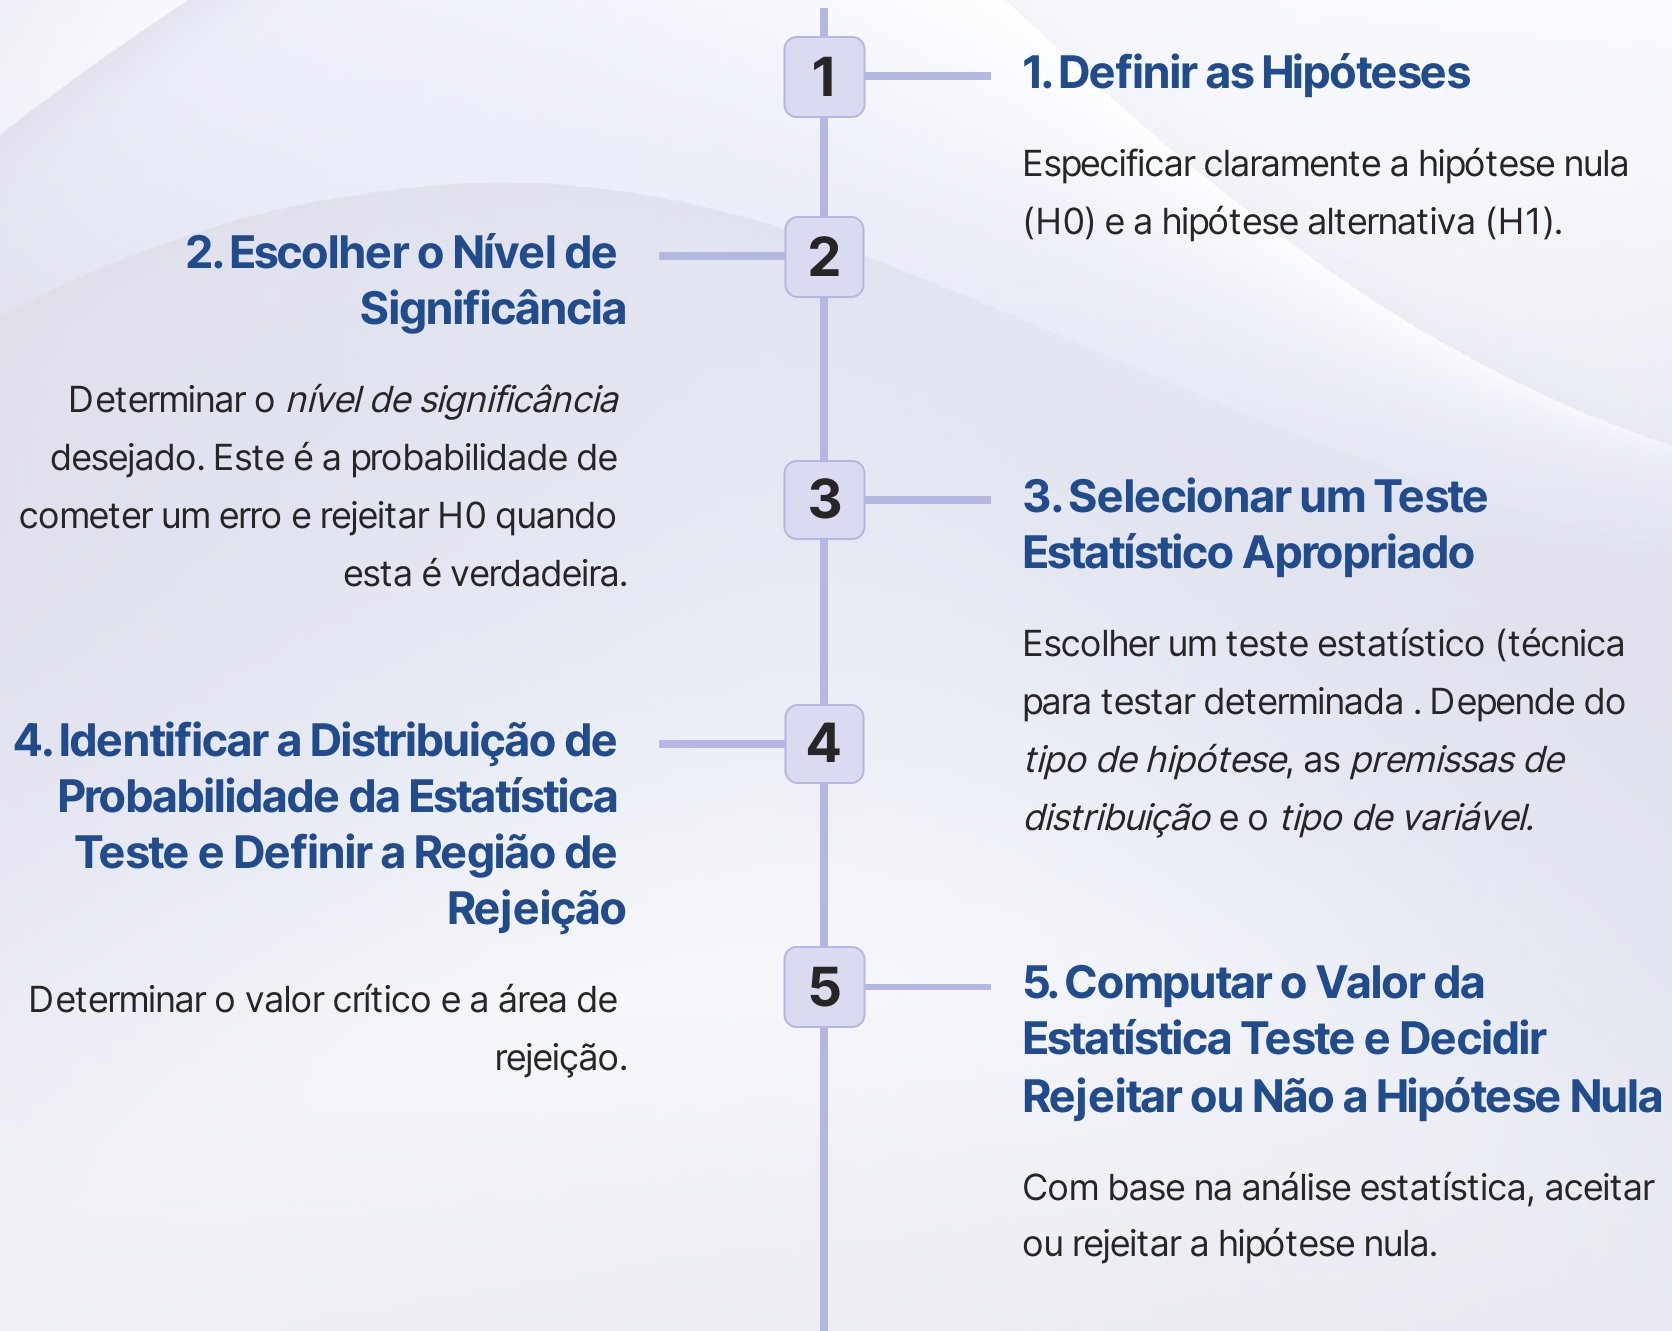 1
1. Definir as Hipóteses
Especificar claramente a hipótese nula
(H0) e a hipótese alternativa (H1).
2
2. Escolher o Nível de
Significância
Determinar o nível de significância
desejado. Este é a probabilidade de
cometer um erro e rejeitar H0 quando
esta é verdadeira.
3
3. Selecionar um Teste
Estatístico Apropriado
Escolher um teste estatístico (técnica
para testar determinada . Depende do
tipo de hipótese, as premissas de
distribuição e o tipo de variável.
4
4. Identificar a Distribuição de
Probabilidade da Estatística
Teste e Definir a Região de
Rejeição
Determinar o valor crítico e a área de
rejeição.
5
5. Computar o Valor da
Estatística Teste e Decidir
Rejeitar ou Não a Hipótese Nula
Com base na análise estatística, aceitar
ou rejeitar a hipótese nula.